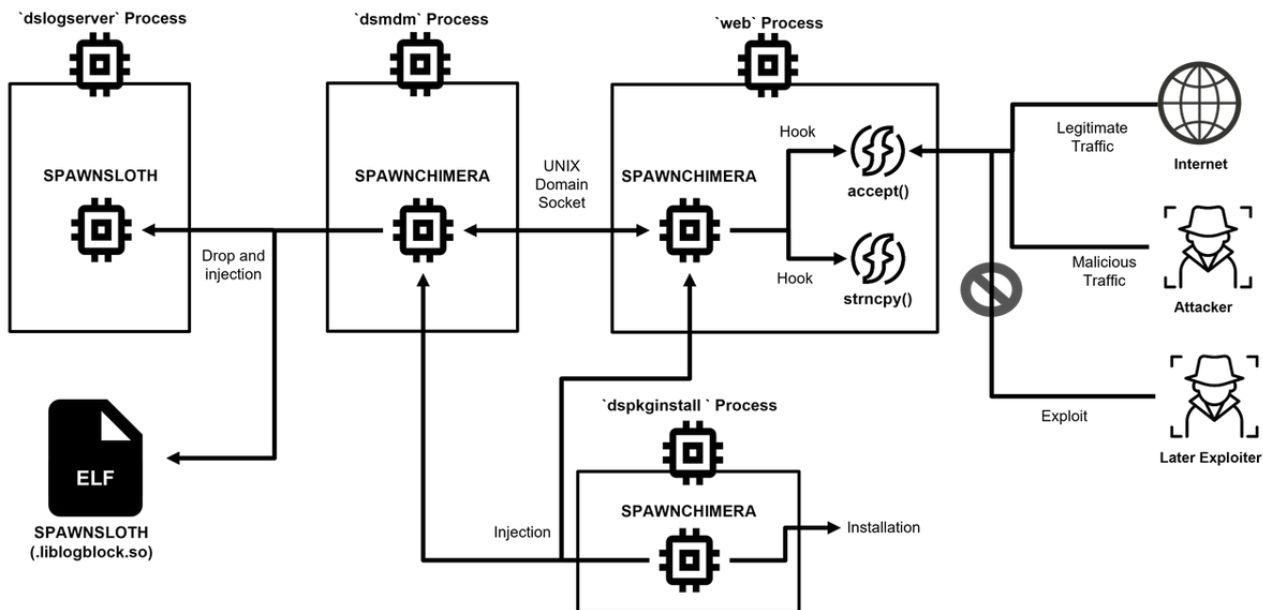 `dslogserver` Process
`dsmdm` Process
`web` Process
SPAWNSLOTH
Drop and
injection
SPAWNCHIMERA
UNIX
Domain
Socket
SPAWNCHIMERA
Hook
accept()
Hook
strncpy()
Legitimate
Traffic
Internet
Malicious
Traffic
Attacker
Exploit
Later Exploiter
ELF
SPAWNSLOTH
(.liblogblock.so)
`dspkginstall ` Process
SPAWNCHIMERA
Injection
Installation